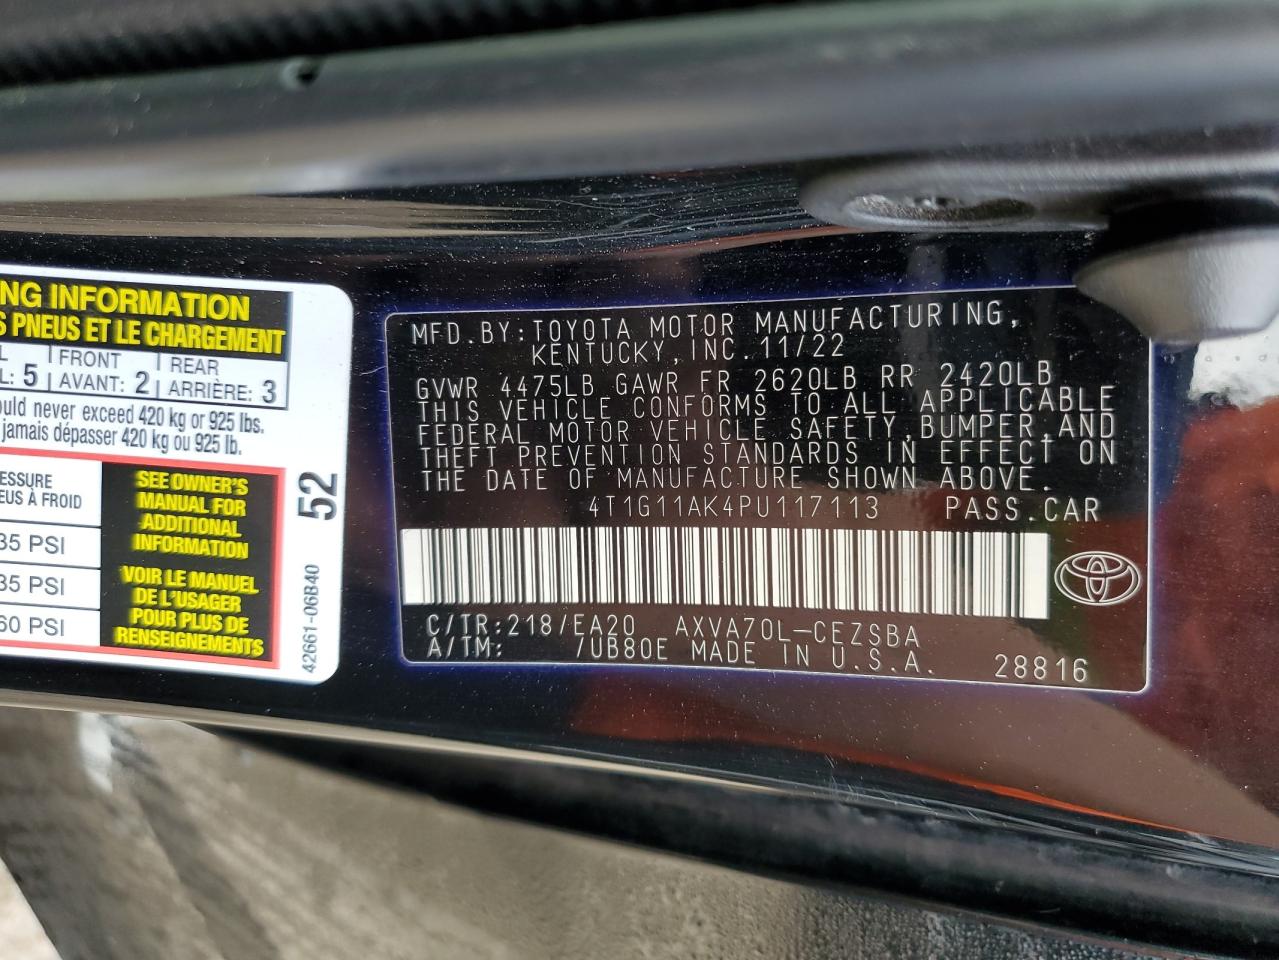 NG INFORMATION
S PNEUS ET LE CHARGEMENT
L FRONT REAR
L: 5 AVANT: 2 ARRIÈRE: 3
uld never exceed 420 kg or 925 lbs.
jamais dépasser 420 kg ou 925 lb.
ESSURE
EUS À FROID
35 PSI
35 PSI
60 PSI
SEE OWNER'S
MANUAL FOR
ADDITIONAL
INFORMATION
VOIR LE MANUEL
DE L'USAGER
POUR PLUS DE
RENSEIGNEMENTS
52
42661-06B40
MFD.BY:TOYOTA MOTOR MANUFACTURING,
KENTUCKY,INC.11/22
GVWR 4475LB GAWR FR 2620LB RR 2420LB
THIS VEHICLE CONFORMS TO ALL APPLICABLE
FEDERAL MOTOR VEHICLE SAFETY,BUMPER,AND
THEFT PREVENTION STANDARDS IN EFFECT ON
THE DATE OF MANUFACTURE SHOWN ABOVE.
4T1G11AK4PU117113 PASS.CAR
C/TR:218/EA20 AXVA70L-CEZSBA
A/TM: /UB80E MADE IN U.S.A. 28816